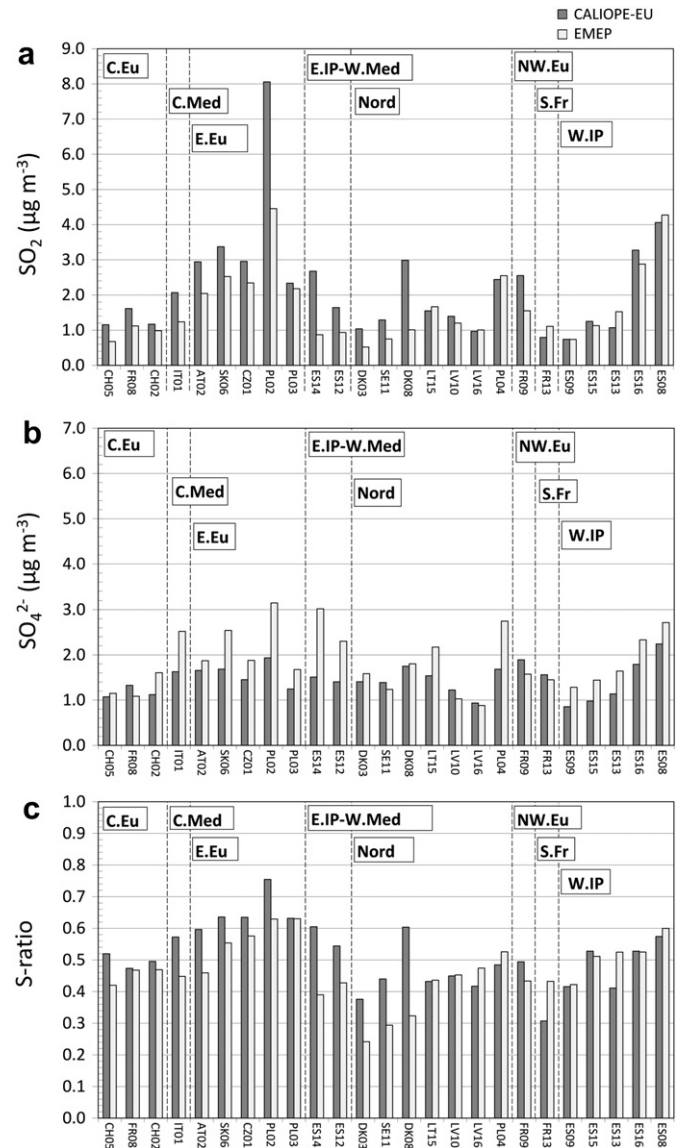 CALIOPE-EU
EMEP
a
9.0
8.0
7.0
6.0
5.0
4.0
3.0
2.0
1.0
0.0
SO2 (µg m-3)
C.Eu
C.Med
E.Eu
E.IP-W.Med
Nord
NW.Eu
S.Fr
W.IP
CH05 FR08 CH02 IT01 AT02 SK06 CZ01 PL02 PL03 ES14 ES12 DK03 SE11 DK08 LT15 LV10 LV16 PL04 FR09 FR13 ES09 ES15 ES13 ES16 ES08
b
7.0
6.0
5.0
4.0
3.0
2.0
1.0
0.0
SO4 2- (µg m-3)
C.Eu
C.Med
E.Eu
E.IP-W.Med
Nord
NW.Eu
S.Fr
W.IP
CH05 FR08 CH02 IT01 AT02 SK06 CZ01 PL02 PL03 ES14 ES12 DK03 SE11 DK08 LT15 LV10 LV16 PL04 FR09 FR13 ES09 ES15 ES13 ES16 ES08
c
1.0
0.9
0.8
0.7
0.6
0.5
0.4
0.3
0.2
0.1
0.0
S-ratio
C.Eu
C.Med
E.Eu
E.IP-W.Med
Nord
NW.Eu
S.Fr
W.IP
CH05 FR08 CH02 IT01 AT02 SK06 CZ01 PL02 PL03 ES14 ES12 DK03 SE11 DK08 LT15 LV10 LV16 PL04 FR09 FR13 ES09 ES15 ES13 ES16 ES08